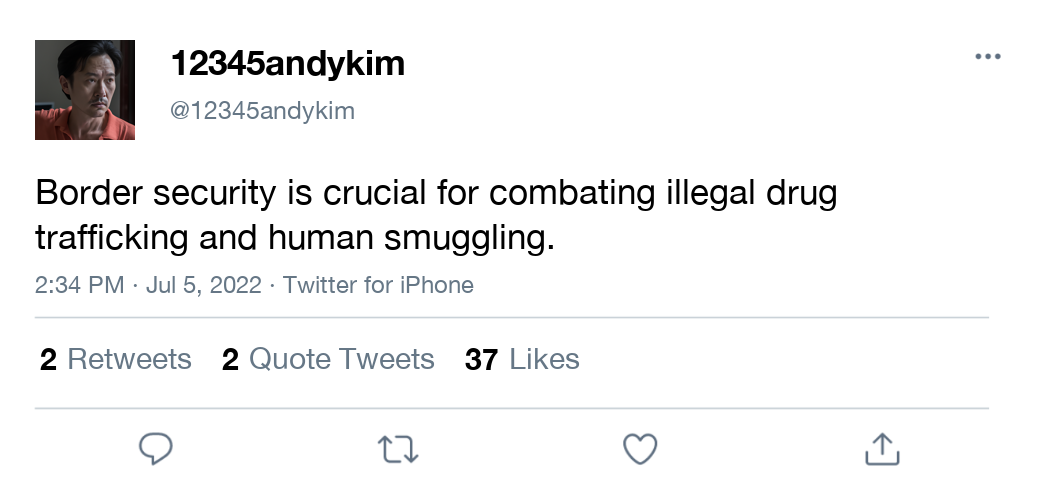 12345andykim
@12345andykim
Border security is crucial for combating illegal drug
trafficking and human smuggling.
2:34 PM · Jul 5, 2022 · Twitter for iPhone
2 Retweets 2 Quote Tweets 37 Likes